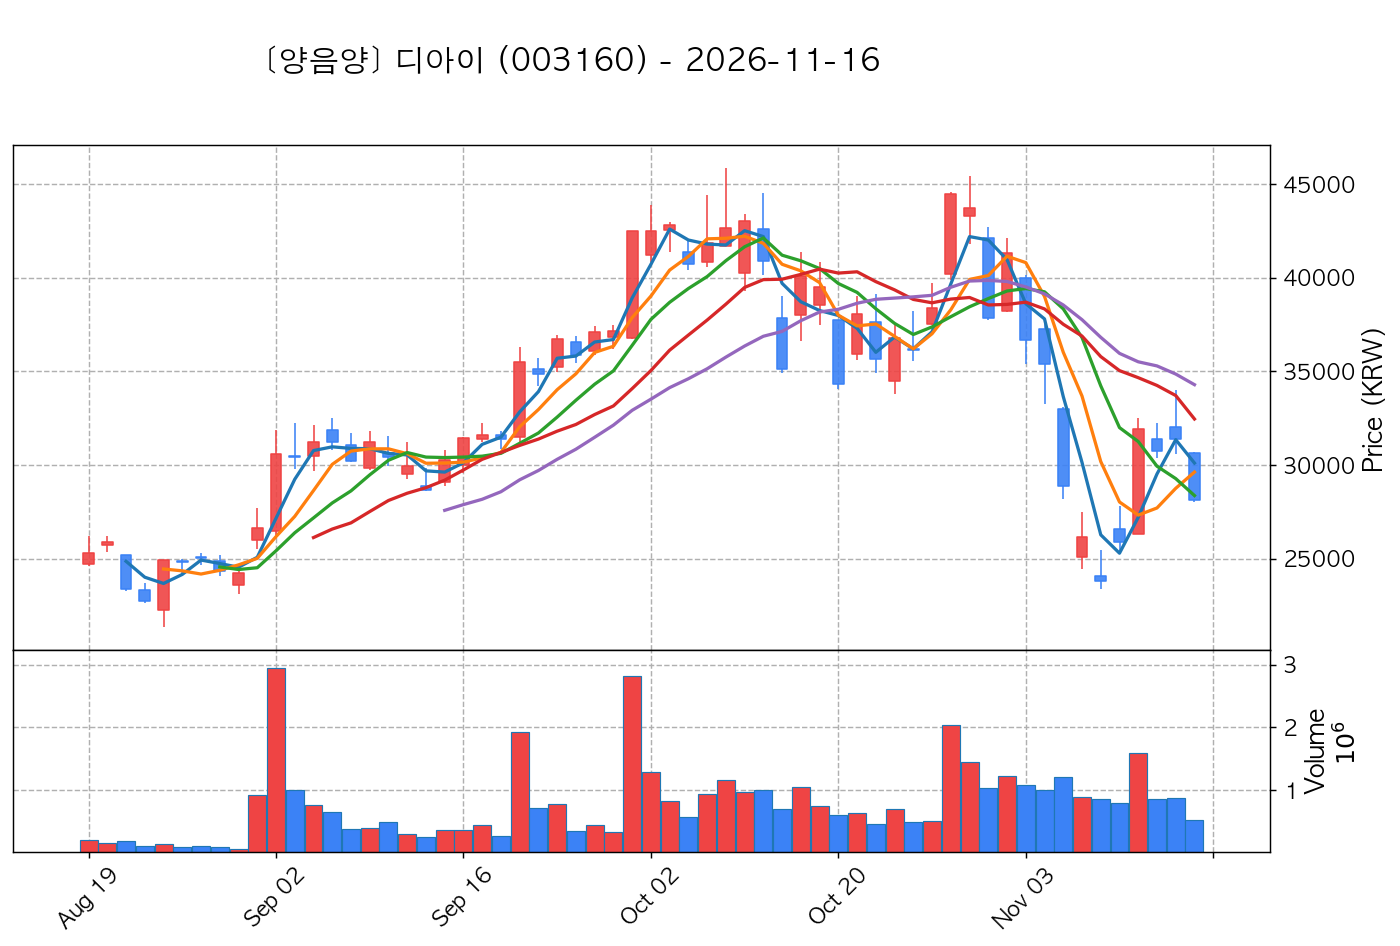 〔양음양〕 디아이 (003160) - 2026-11-16
45000
40000
35000
30000
25000
Price (KRW)
3
2
1
Volume
10⁶
Aug 19
Sep 02
Sep 16
Oct 02
Oct 20
Nov 03